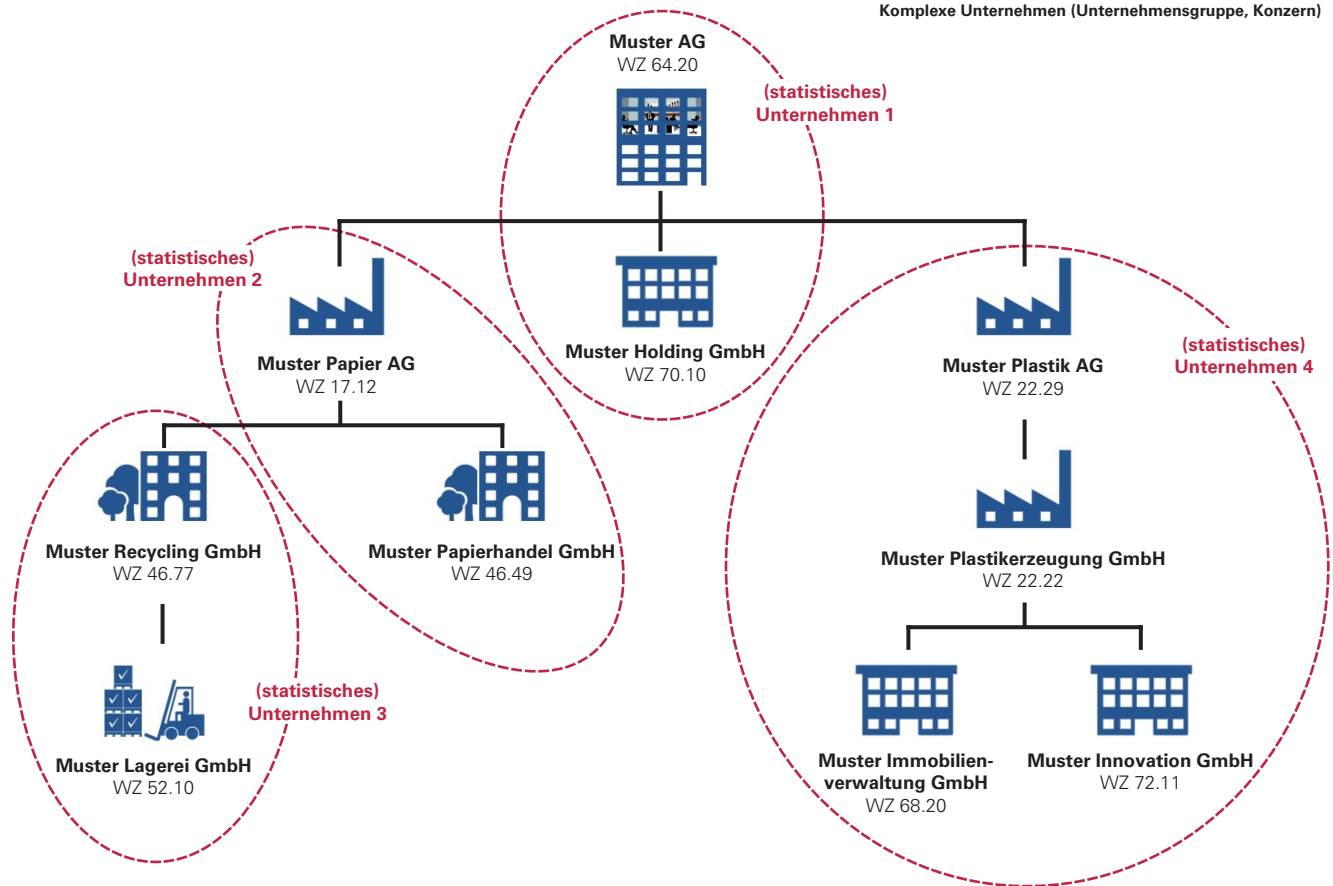 Komplexe Unternehmen (Unternehmensgruppe, Konzern)
Muster AG
WZ 64.20
(statistisches)
Unternehmen 1
(statistisches)
Unternehmen 2
Muster Papier AG
WZ 17.12
Muster Holding GmbH
WZ 70.10
Muster Plastik AG
WZ 22.29
(statistisches)
Unternehmen 4
Muster Recycling GmbH
WZ 46.77
Muster Papierhandel GmbH
WZ 46.49
Muster Plastikerzeugung GmbH
WZ 22.22
(statistisches)
Unternehmen 3
Muster Lagerei GmbH
WZ 52.10
Muster Immobilien-
verwaltung GmbH
WZ 68.20
Muster Innovation GmbH
WZ 72.11